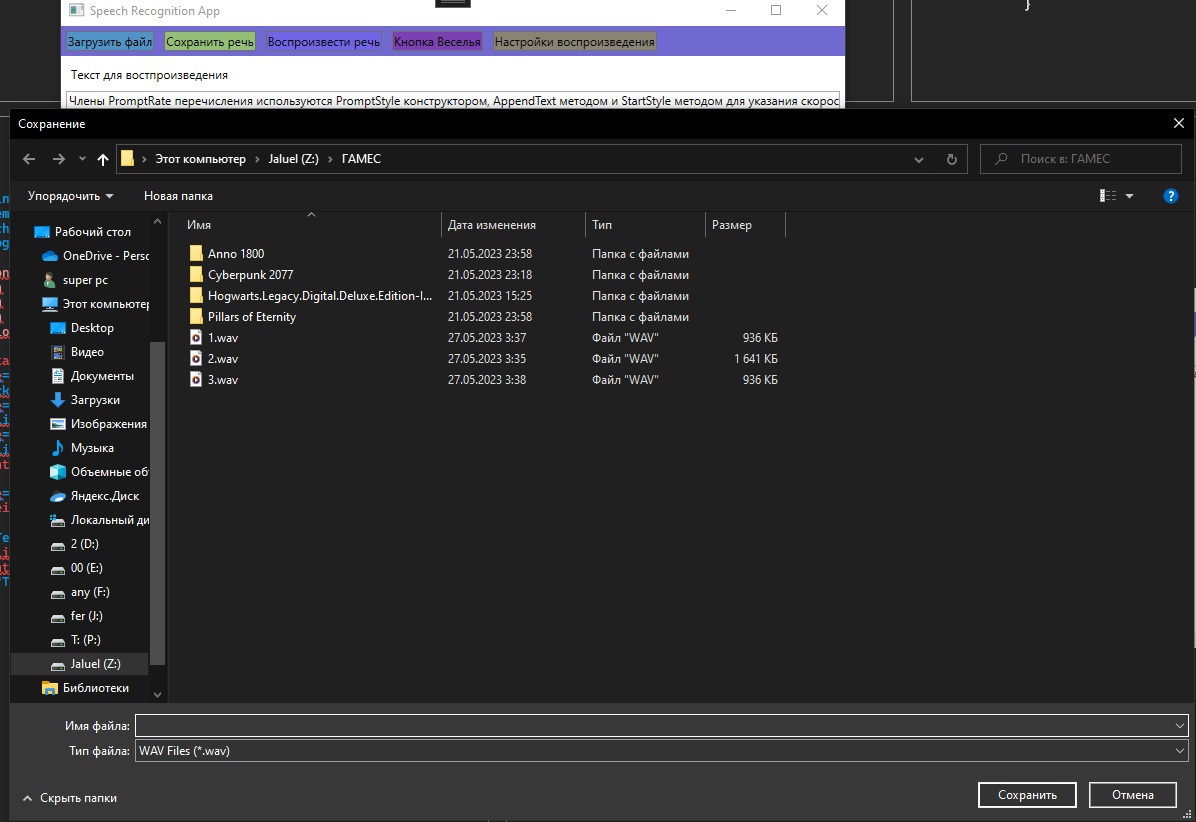 Speech Recognition App
}
Загрузить файл Сохранить речь Воспроизвести речь Кнопка Веселья Настройки воспроизведения
Текст для воспроизведения
Члены PromptRate перечисления используются PromptStyle конструктором, AppendText методом и StartStyle методом для указания скорос
Сохранение
Этот компьютер › Jaluel (Z:) › ГАМЕС
Поиск в: ГАМЕС
Упорядочить Новая папка
Имя Дата изменения Тип Размер
Рабочий стол
OneDrive - Perso
super pc
Этот компьютер
Desktop
Видео
Документы
Загрузки
Изображения
Музыка
Объемные об
Яндекс.Диск
Локальный ди
2 (D:)
00 (E:)
any (F:)
fer (J:)
T: (P:)
Jaluel (Z:)
Библиотеки
Anno 1800 21.05.2023 23:58 Папка с файлами
Cyberpunk 2077 21.05.2023 23:18 Папка с файлами
Hogwarts.Legacy.Digital.Deluxe.Edition-I... 21.05.2023 15:25 Папка с файлами
Pillars of Eternity 21.05.2023 23:58 Папка с файлами
1.wav 27.05.2023 3:37 Файл "WAV" 936 КБ
2.wav 27.05.2023 3:35 Файл "WAV" 1 641 КБ
3.wav 27.05.2023 3:38 Файл "WAV" 936 КБ
Имя файла:
Тип файла: WAV Files (*.wav)
Скрыть папки Сохранить Отмена